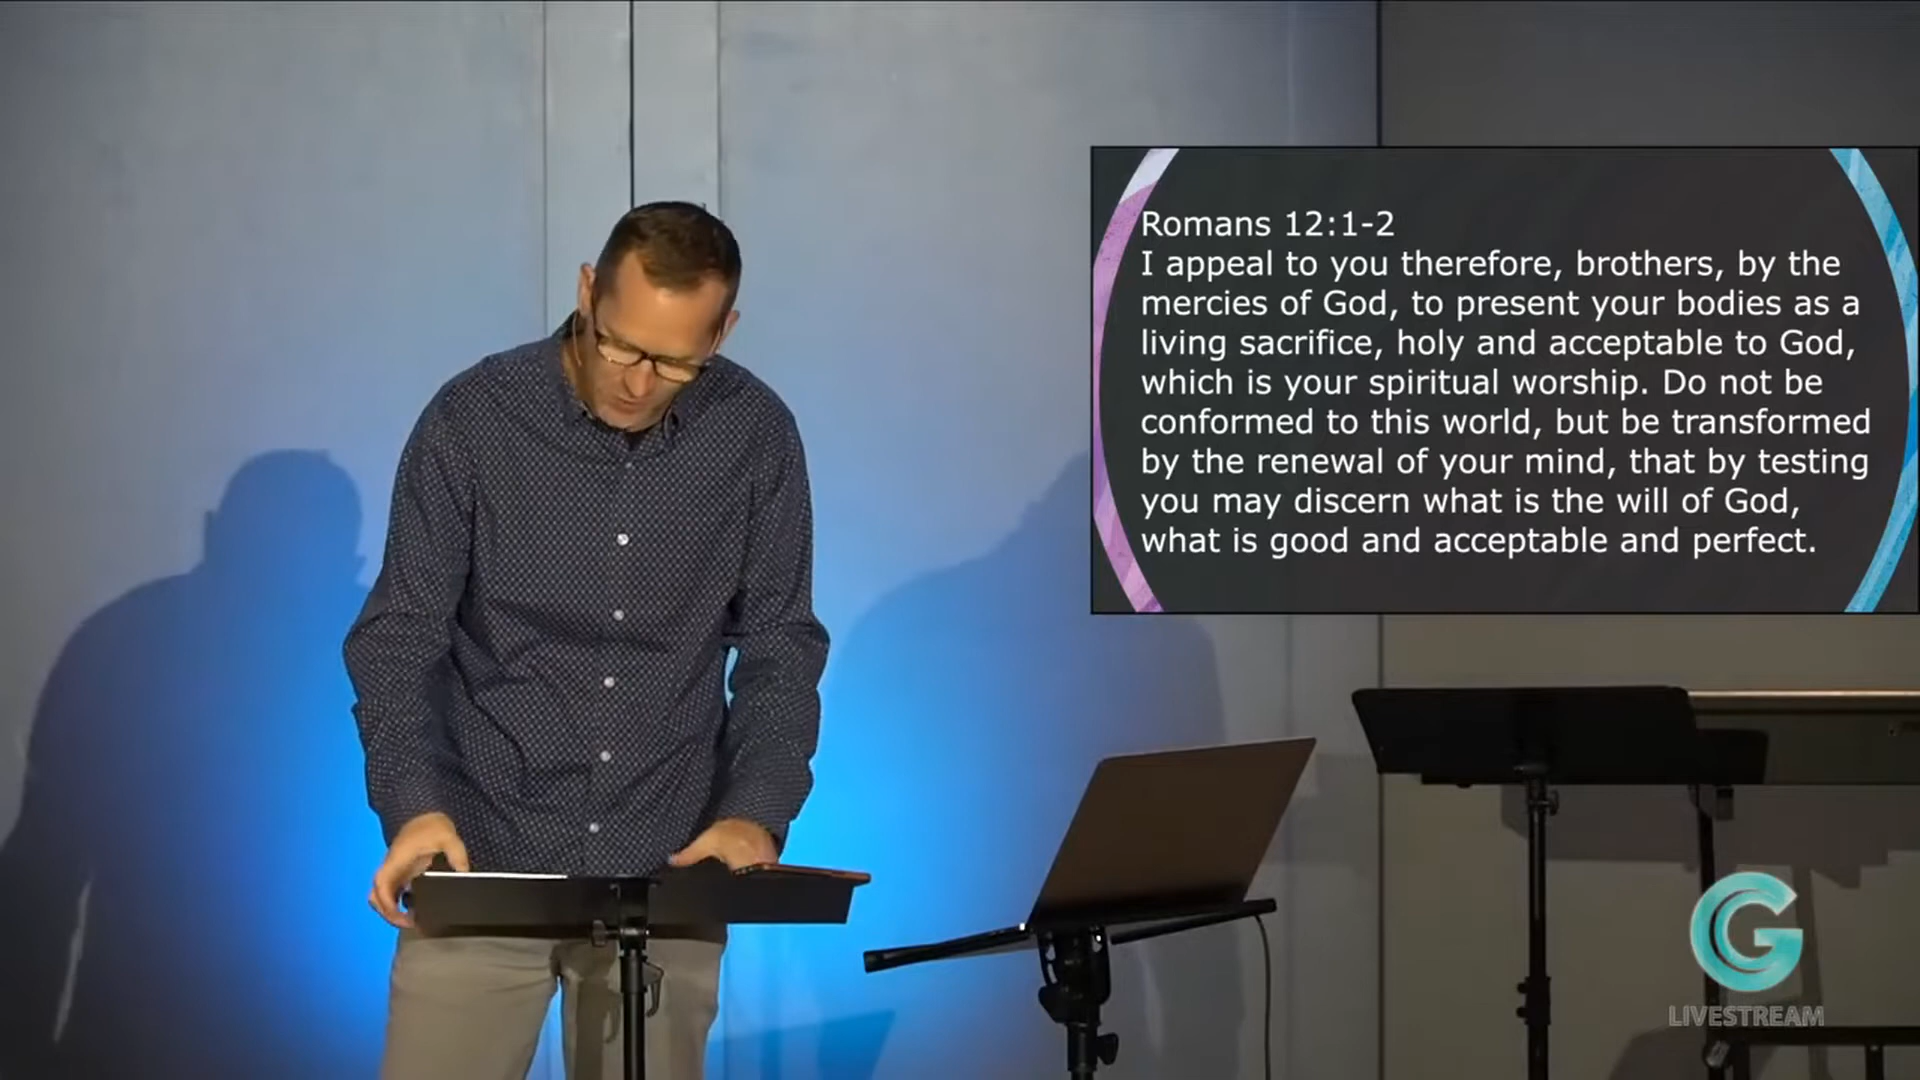 Romans 12:1-2
I appeal to you therefore, brothers, by the
mercies of God, to present your bodies as a
living sacrifice, holy and acceptable to God,
which is your spiritual worship. Do not be
conformed to this world, but be transformed
by the renewal of your mind, that by testing
you may discern what is the will of God,
what is good and acceptable and perfect.
G
LIVESTREAM